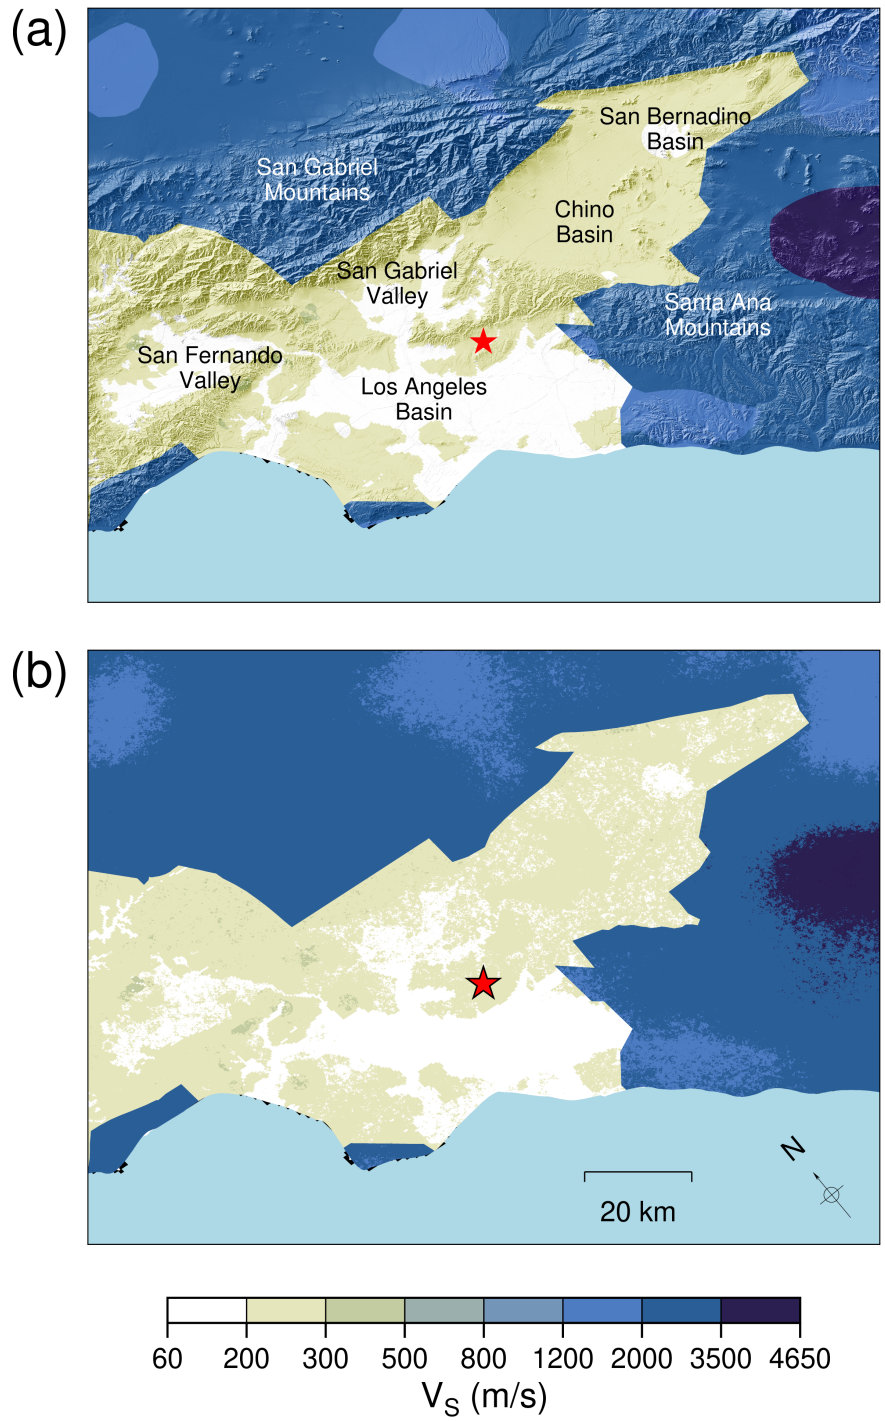 (a)
San Bernadino
Basin
San Gabriel
Mountains
Chino
Basin
San Gabriel
Valley
Santa Ana
Mountains
San Fernando
Valley
Los Angeles
Basin
(b)
N
20 km
60 200 300 500 800 1200 2000 3500 4650
V_S (m/s)